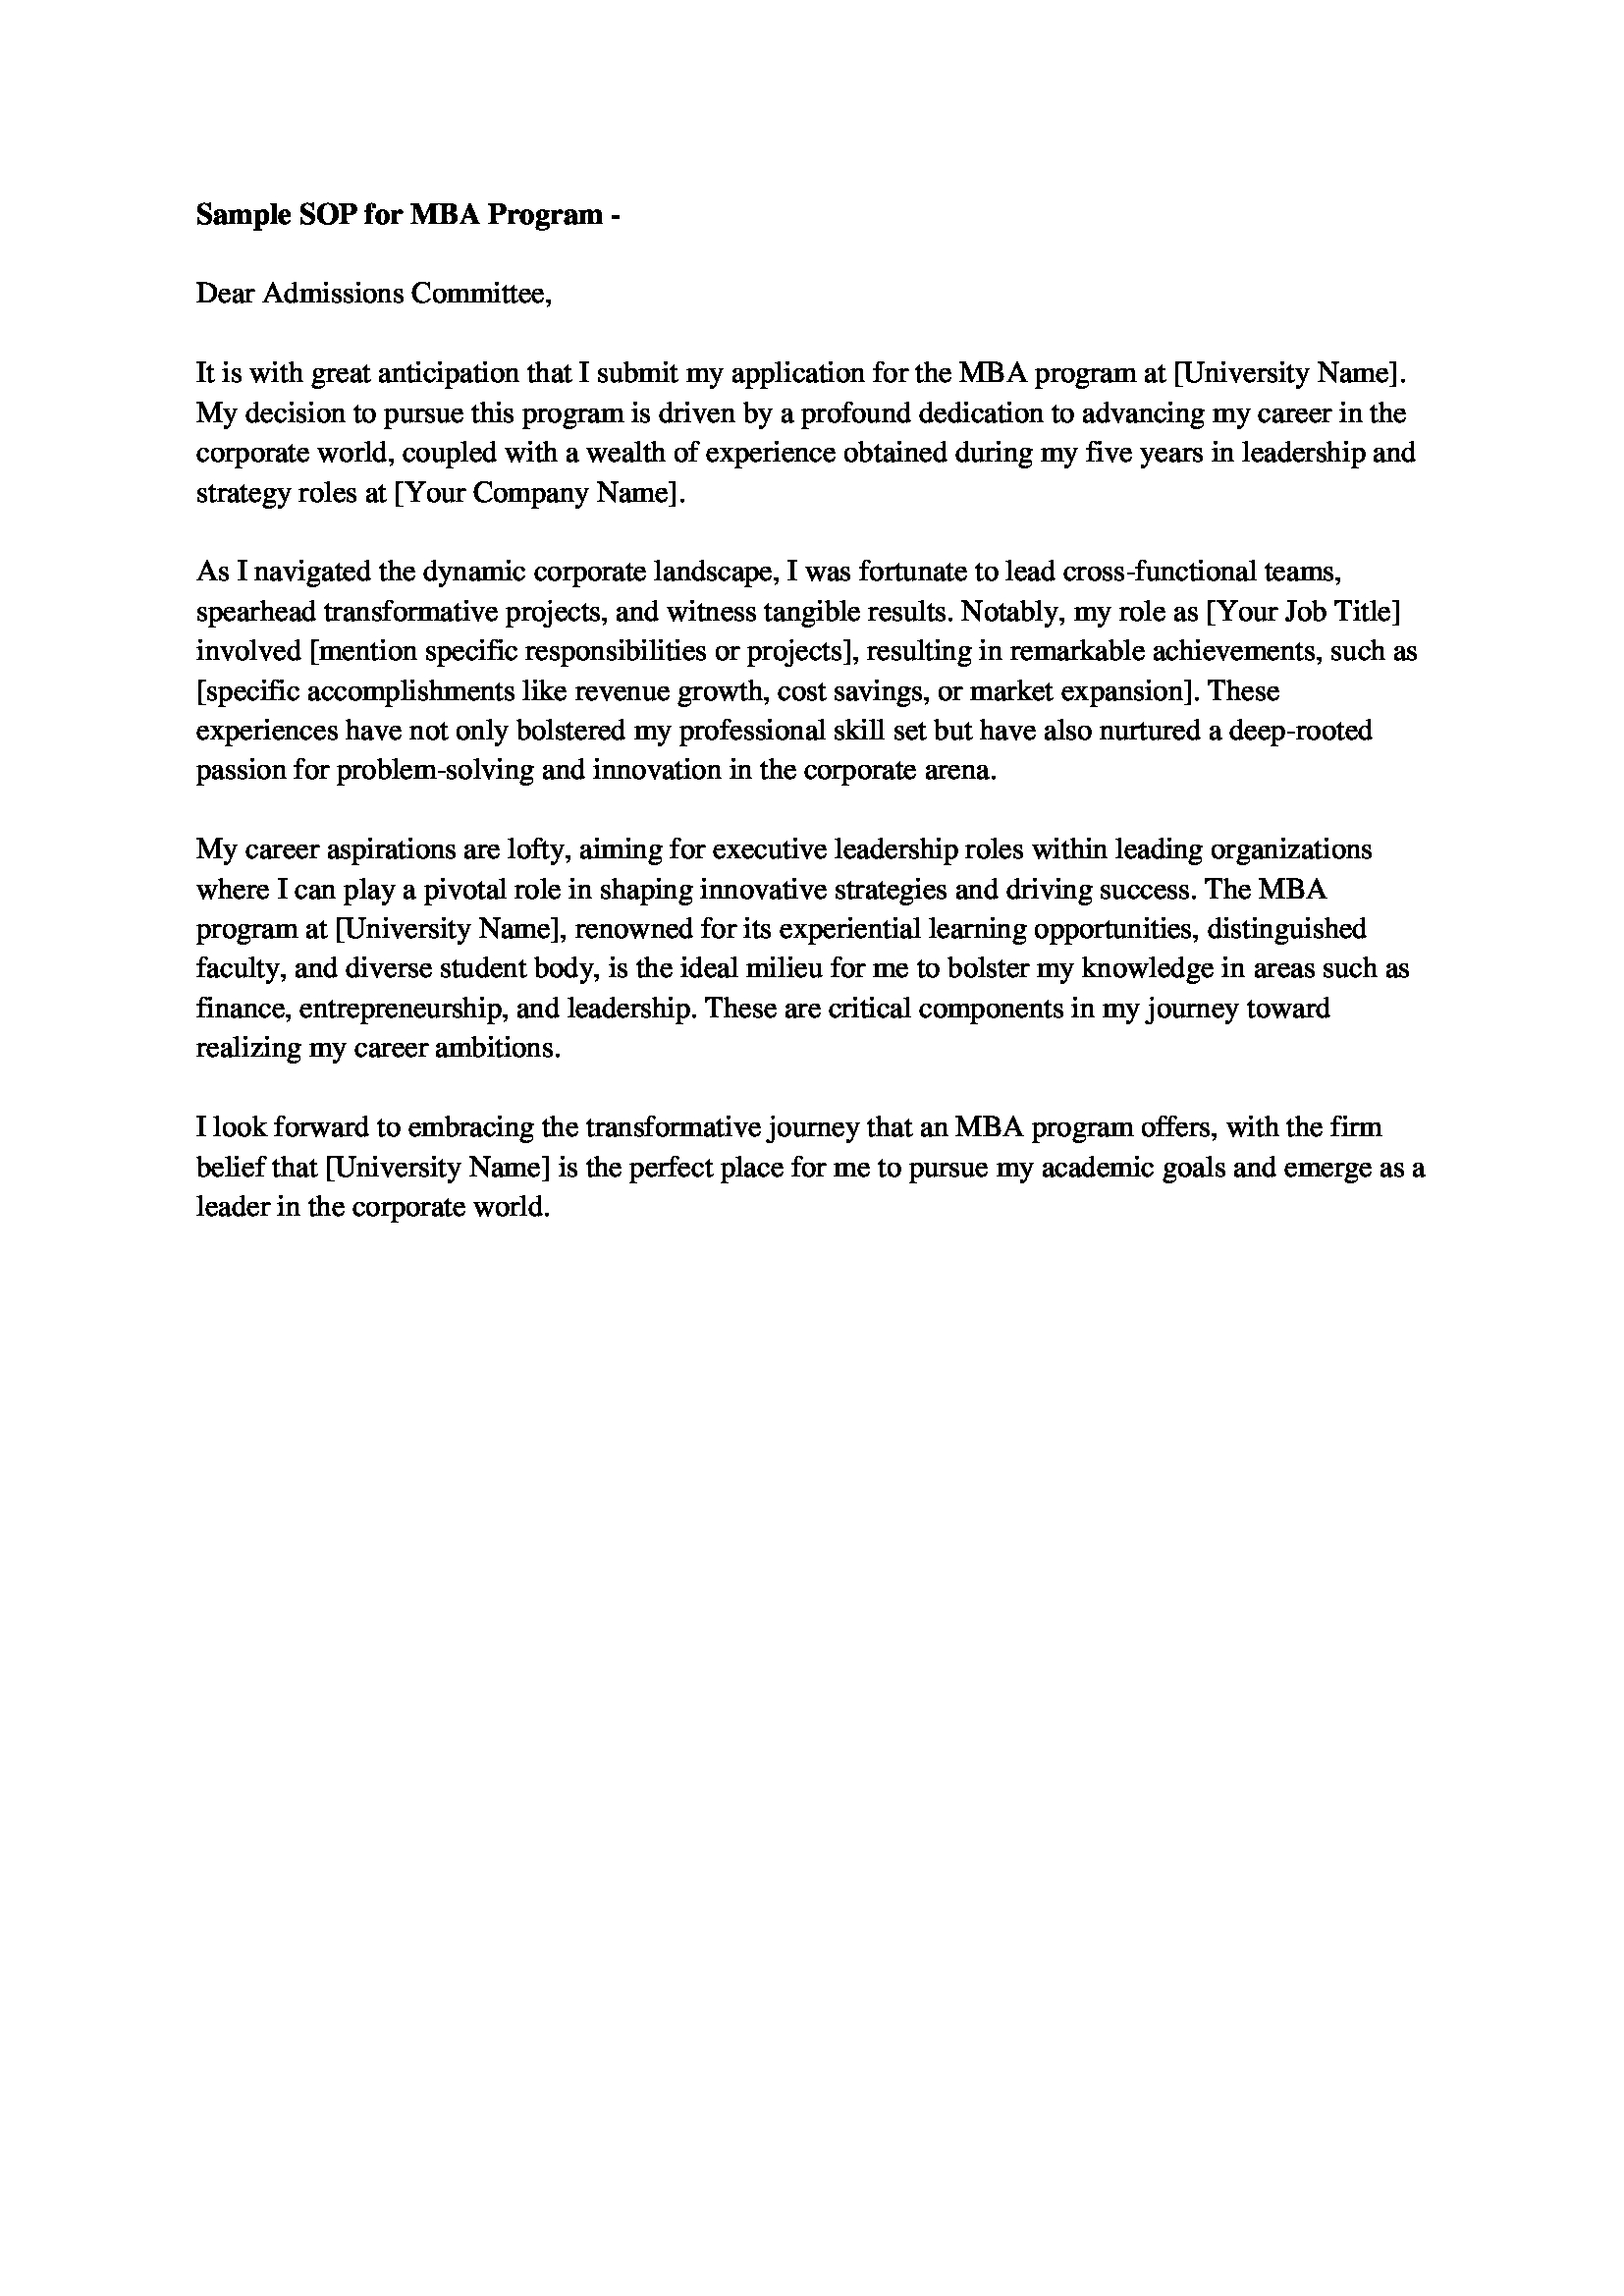 Sample SOP for MBA Program -
Dear Admissions Committee,
It is with great anticipation that I submit my application for the MBA program at [University Name].
My decision to pursue this program is driven by a profound dedication to advancing my career in the
corporate world, coupled with a wealth of experience obtained during my five years in leadership and
strategy roles at [Your Company Name].
As I navigated the dynamic corporate landscape, I was fortunate to lead cross-functional teams,
spearhead transformative projects, and witness tangible results. Notably, my role as [Your Job Title]
involved [mention specific responsibilities or projects], resulting in remarkable achievements, such as
[specific accomplishments like revenue growth, cost savings, or market expansion]. These
experiences have not only bolstered my professional skill set but have also nurtured a deep-rooted
passion for problem-solving and innovation in the corporate arena.
My career aspirations are lofty, aiming for executive leadership roles within leading organizations
where I can play a pivotal role in shaping innovative strategies and driving success. The MBA
program at [University Name], renowned for its experiential learning opportunities, distinguished
faculty, and diverse student body, is the ideal milieu for me to bolster my knowledge in areas such as
finance, entrepreneurship, and leadership. These are critical components in my journey toward
realizing my career ambitions.
I look forward to embracing the transformative journey that an MBA program offers, with the firm
belief that [University Name] is the perfect place for me to pursue my academic goals and emerge as a
leader in the corporate world.